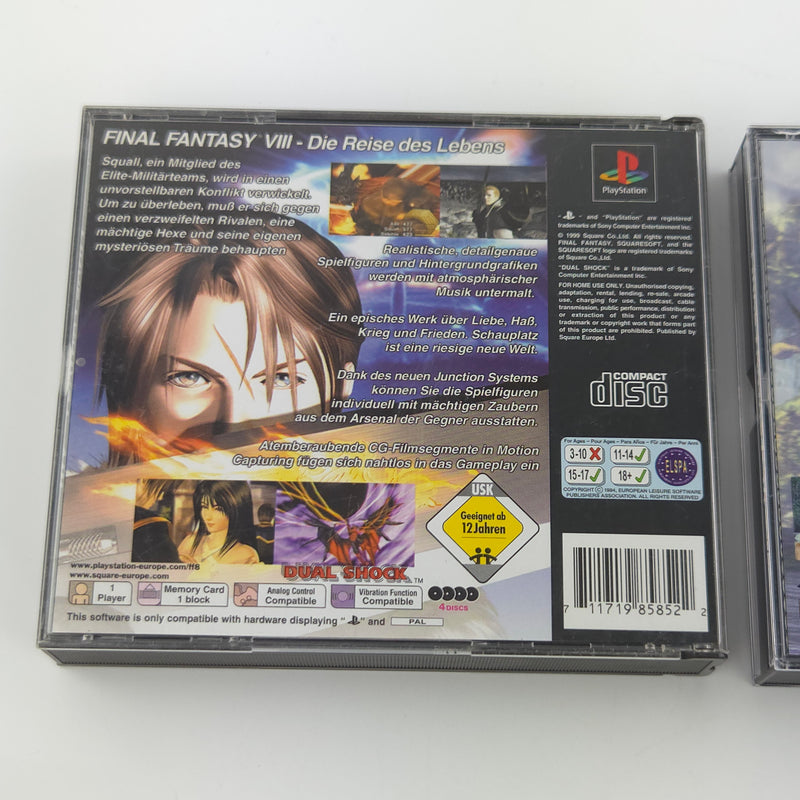 FINAL FANTASY™ VIII - Die Reise des Lebens
Squall, ein Mitglied des
Elite-Militärteams, wird in einen
unvorstellbaren Konflikt verwickelt.
Um zu überleben, muß er sich gegen
einen verzweifelten Rivalen, eine
mächtige Hexe und seine eigenen
mysteriösen Träume behaupten
Realistische, detailgenaue
Spielfiguren und Hintergrundgrafiken
werden mit atmosphärischer
Musik untermalt.
Ein episches Werk über Liebe, Haß,
Krieg und Frieden. Schauplatz
ist eine riesige neue Welt.
Dank des neuen Junction Systems
können Sie die Spielfiguren
individuell mit mächtigen Zaubern
aus dem Arsenal der Gegner ausstatten.
Atemberaubende CG-Filmsegmente in Motion
Capturing fügen sich nahtlos in das Gameplay ein
USK
Geeignet ab
12 Jahren
DUAL SHOCK™
www.playstation-europe.com/ff8
www.square-europe.com
1
Player
Memory Card
1 block
Analog Control
Compatible
Vibration Function
Compatible
4 DISCS
This software is only compatible with hardware displaying " " and PAL
PlayStation
" " and "PlayStation" are registered
trademarks of Sony Computer Entertainment Inc.
© 1999 Square Co.,Ltd. All rights reserved.
FINAL FANTASY, SQUARESOFT, and the
SQUARESOFT logo are registered trademarks
of Square Co.,Ltd.
"DUAL SHOCK" is a trademark of Sony
Computer Entertainment Inc.
FOR HOME USE ONLY. Unauthorised copying,
adaptation, rental, lending, re-sale, arcade
use, charging for use, broadcast, cable
transmission, public performance, distribution
or extraction of this product or any
trademark or copyright work that forms part
of this product are prohibited. Published by
Square Europe Ltd.
COMPACT
disc
For Ages - Pour Ages - Para Años - Für Jahre - Per Anni
3-10 11-14
15-17 18+
ELSPA
COPYRIGHT © 1994, EUROPEAN LEISURE SOFTWARE
PUBLISHERS ASSOCIATION. ALL RIGHTS RESERVED
7 11719 85852 2